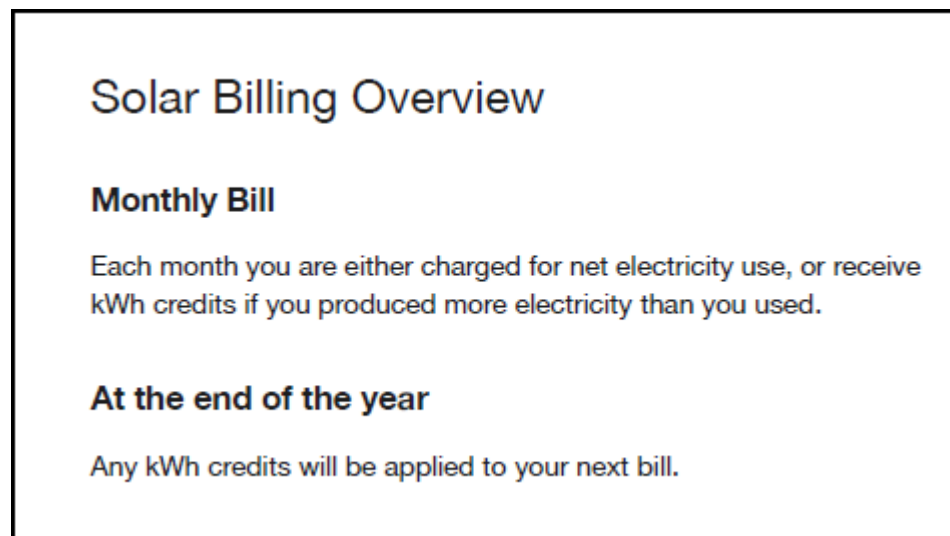 Solar Billing Overview
Monthly Bill
Each month you are either charged for net electricity use, or receive
kWh credits if you produced more electricity than you used.
At the end of the year
Any kWh credits will be applied to your next bill.